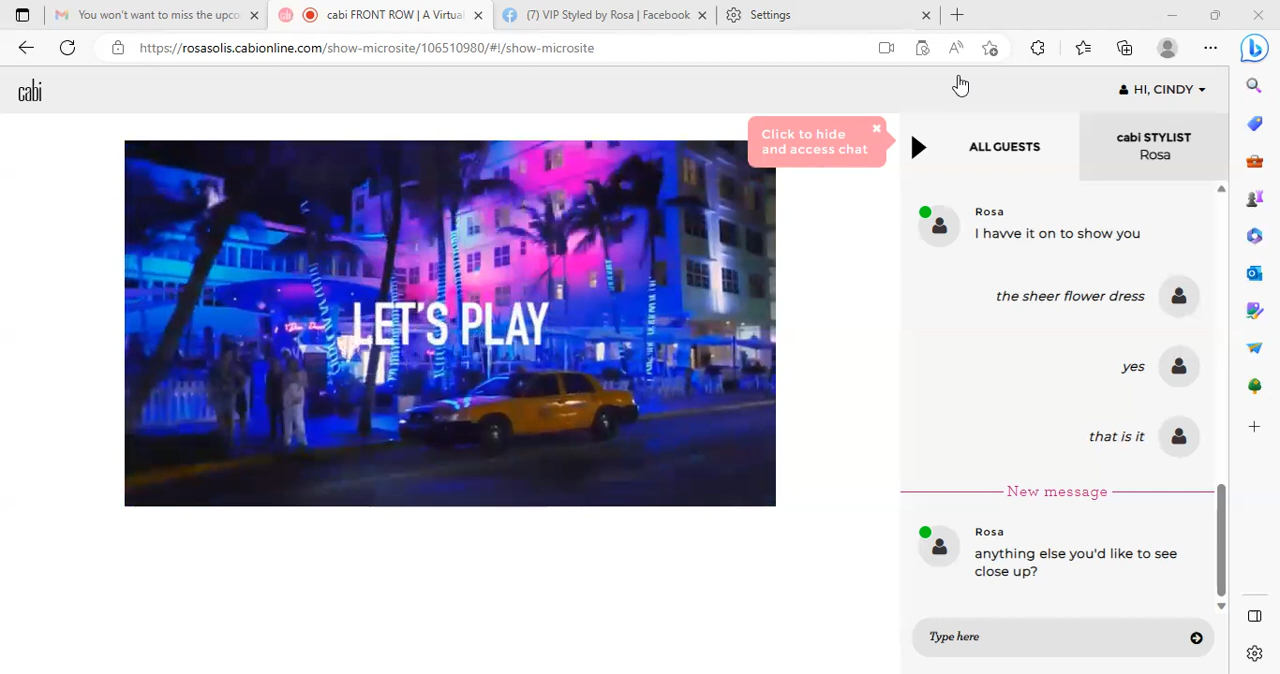 You won't want to miss the upco
cabi FRONT ROW | A Virtua
(7) VIP Styled by Rosa | Facebook
Settings
https://rosasolis.cabionline.com/show-microsite/106510980/#!/show-microsite
cabi
HI, CINDY
Click to hide
and access chat
ALL GUESTS
cabi STYLIST
Rosa
Rosa
I havve it on to show you
the sheer flower dress
yes
that is it
LET'S PLAY
New message
Rosa
anything else you'd like to see
close up?
Type here